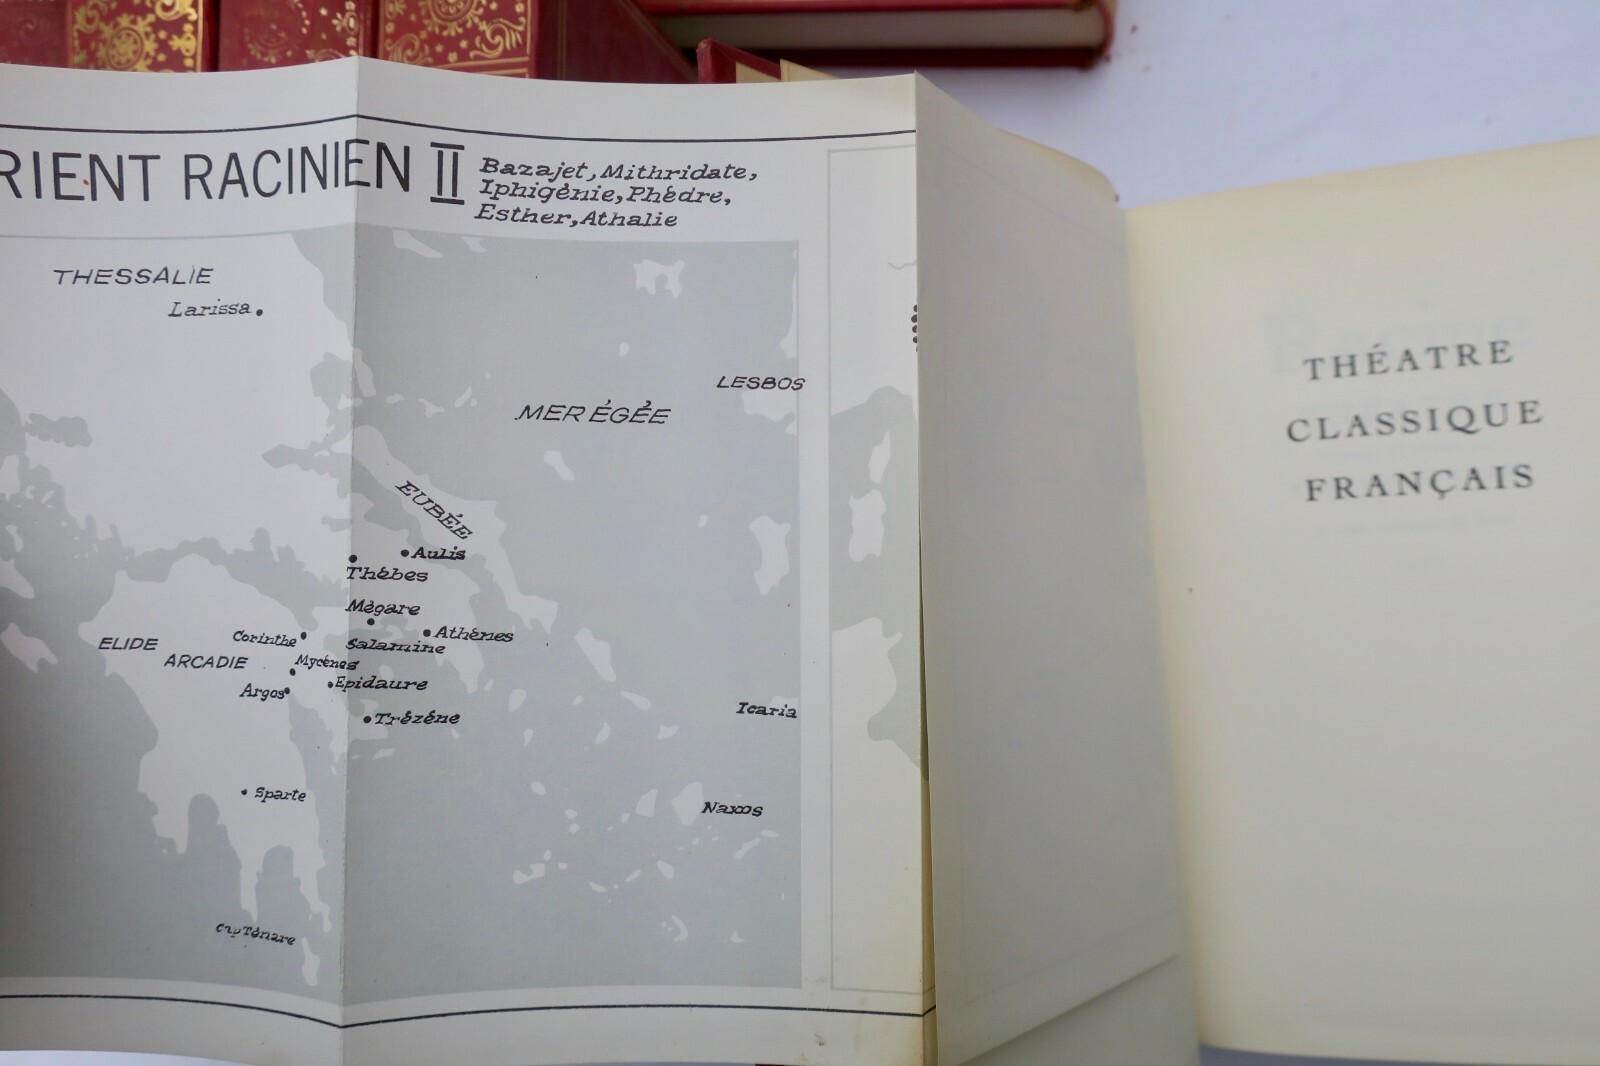 RIENT RACINIEN II
Bazajet, Mithridate,
Iphigénie, Phèdre,
Esther, Athalie
THESSALIE
Larissa
LESBOS
MER ÉGÉE
EUBÉE
Aulis
Thèbes
Mégare
Corinthe
Athènes
Salamine
ELIDE
ARCADIE
Mycènes
Argos
Epidaure
Trézéne
Icaria
Sparte
Naxos
Cap Ténare
THÉATRE
CLASSIQUE
FRANÇAIS